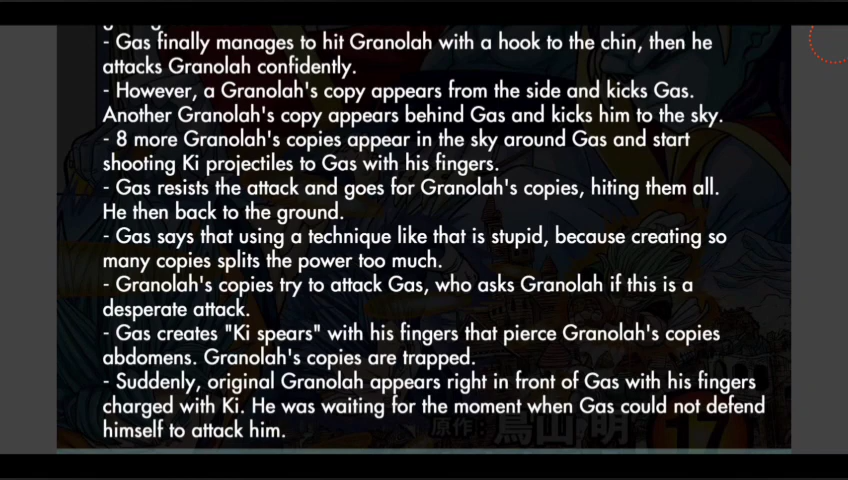 - Gas finally manages to hit Granolah with a hook to the chin, then he
attacks Granolah confidently.
- However, a Granolah's copy appears from the side and kicks Gas.
Another Granolah's copy appears behind Gas and kicks him to the sky.
- 8 more Granolah's copies appear in the sky around Gas and start
shooting Ki projectiles to Gas with his fingers.
- Gas resists the attack and goes for Granolah's copies, hiting them all.
He then back to the ground.
- Gas says that using a technique like that is stupid, because creating so
many copies splits the power too much.
- Granolah's copies try to attack Gas, who asks Granolah if this is a
desperate attack.
- Gas creates "Ki spears" with his fingers that pierce Granolah's copies
abdomens. Granolah's copies are trapped.
- Suddenly, original Granolah appears right in front of Gas with his fingers
charged with Ki. He was waiting for the moment when Gas could not defend
himself to attack him.
原作: 鳥山 明
17